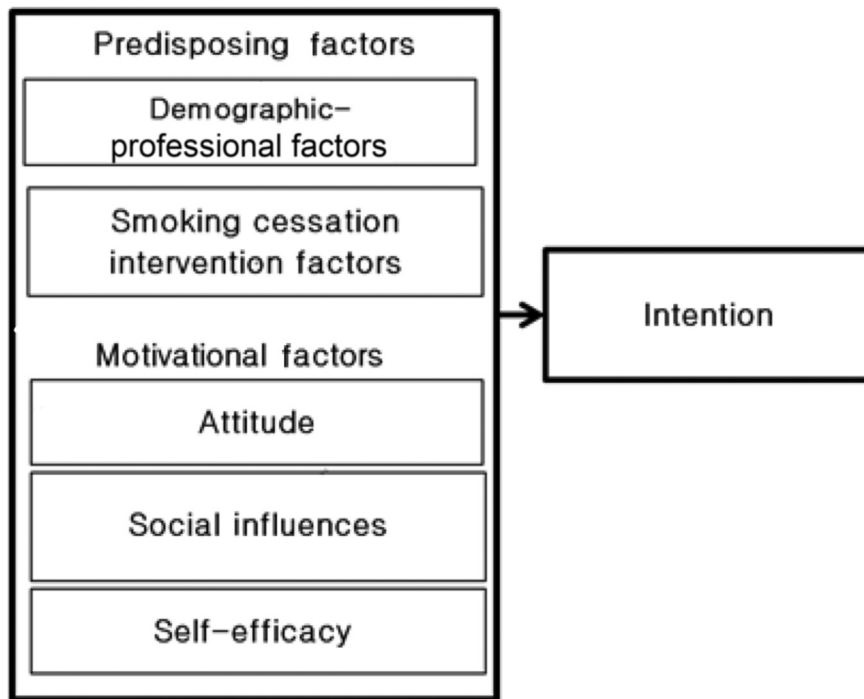 Predisposing factors
Demographic-
professional factors
Smoking cessation
intervention factors
Motivational factors
Attitude
Social influences
Self-efficacy
Intention